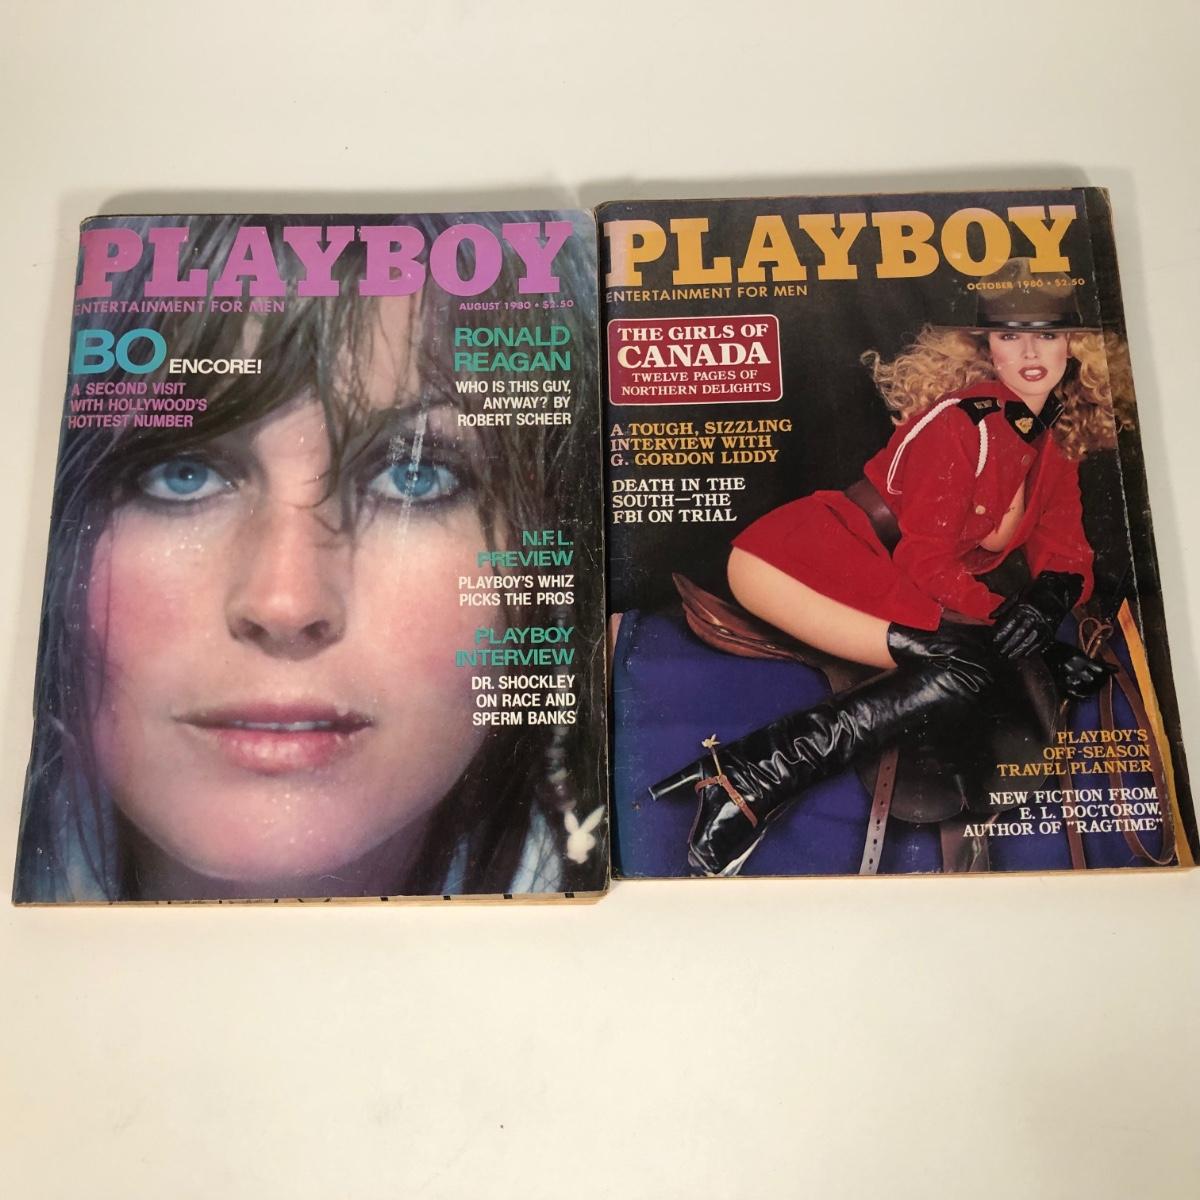 PLAYBOY
ENTERTAINMENT FOR MEN
AUGUST 1980 • $2.50
BO ENCORE!
A SECOND VISIT
WITH HOLLYWOOD'S
HOTTEST NUMBER
RONALD
REAGAN
WHO IS THIS GUY,
ANYWAY? BY
ROBERT SCHEER
N.F.L.
PREVIEW
PLAYBOY'S WHIZ
PICKS THE PROS
PLAYBOY
INTERVIEW
DR. SHOCKLEY
ON RACE AND
SPERM BANKS
PLAYBOY
ENTERTAINMENT FOR MEN
OCTOBER 1980 • $2.50
THE GIRLS OF
CANADA
TWELVE PAGES OF
NORTHERN DELIGHTS
A TOUGH, SIZZLING
INTERVIEW WITH
G. GORDON LIDDY
DEATH IN THE
SOUTH—THE
FBI ON TRIAL
PLAYBOY'S
OFF-SEASON
TRAVEL PLANNER
NEW FICTION FROM
E. L. DOCTOROW,
AUTHOR OF "RAGTIME"